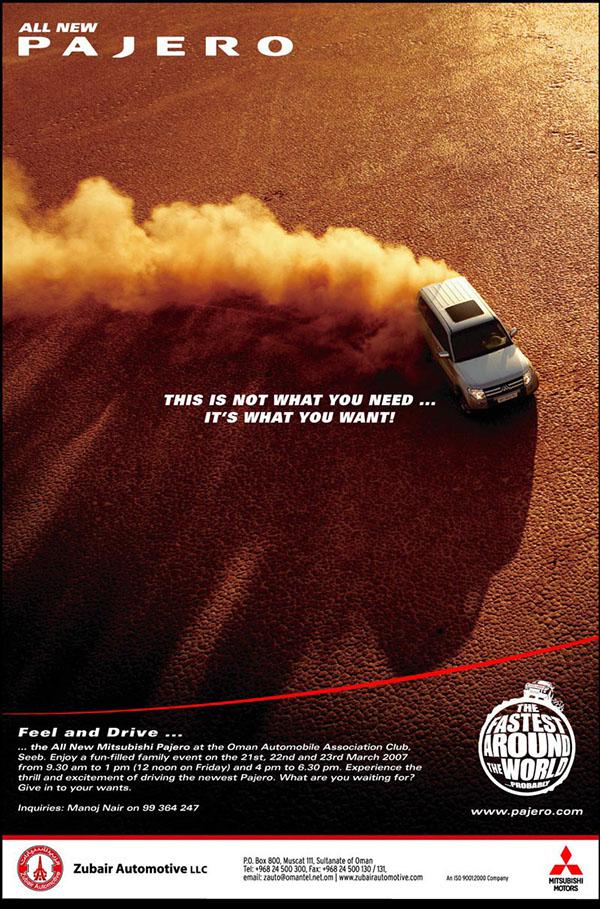 ALL NEW
PAJERO
THIS IS NOT WHAT YOU NEED ...
IT'S WHAT YOU WANT!
Feel and Drive ...
... the All New Mitsubishi Pajero at the Oman Automobile Association Club,
Seeb. Enjoy a fun-filled family event on the 21st, 22nd and 23rd March 2007
from 9.30 am to 1 pm (12 noon on Friday) and 4 pm to 6.30 pm. Experience the
thrill and excitement of driving the newest Pajero. What are you waiting for?
Give in to your wants.
Inquiries: Manoj Nair on 99 364 247
THE
FASTEST
AROUND
THE WORLD
...PROBABLY
www.pajero.com
Zubair Automotive
Zubair Automotive LLC
P.O. Box 800, Muscat 111, Sultanate of Oman
Tel: +968 24 500 300, Fax: +968 24 500 130 / 131,
email: zauto@omantel.net.om | www.zubairautomotive.com
An ISO 9001:2000 Company
MITSUBISHI
MOTORS